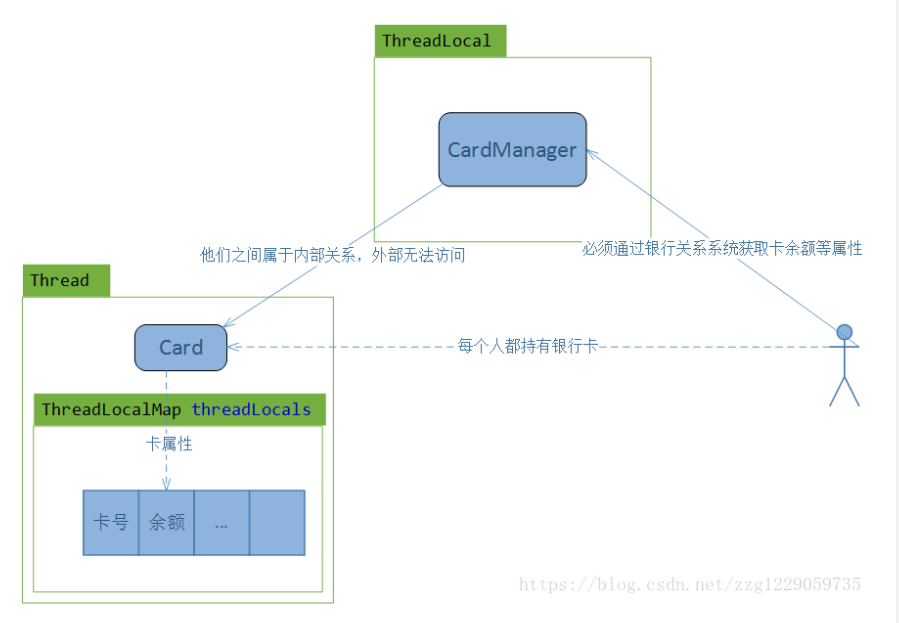 ThreadLocal
CardManager
他们之间属于内部关系，外部无法访问
必须通过银行关系系统获取卡余额等属性
Thread
Card
每个人都持有银行卡
ThreadLocalMap threadLocals
卡属性
卡号 余额 ...
https://blog.csdn.net/zzg1229059735